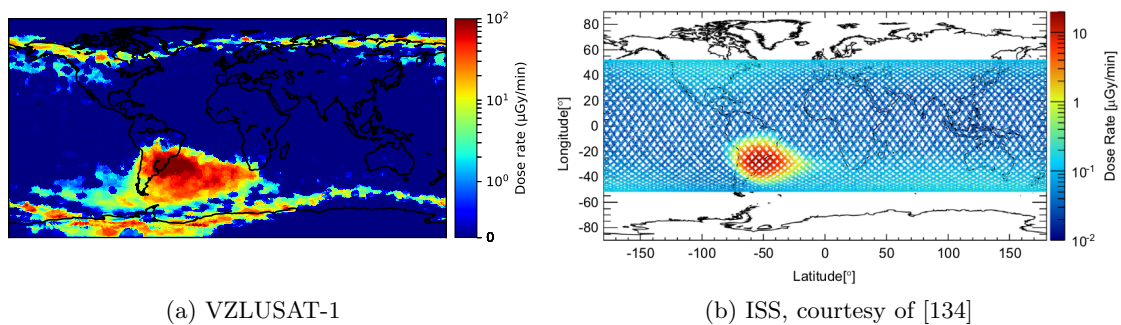 10²
10¹
10⁰
0
Dose rate (µGy/min)
(a) VZLUSAT-1
80
60
40
20
0
-20
-40
-60
-80
Longitude[°]
-150 -100 -50 0 50 100 150
Latitude[°]
10
1
10⁻¹
10⁻²
Dose Rate [µGy/min]
(b) ISS, courtesy of [134]